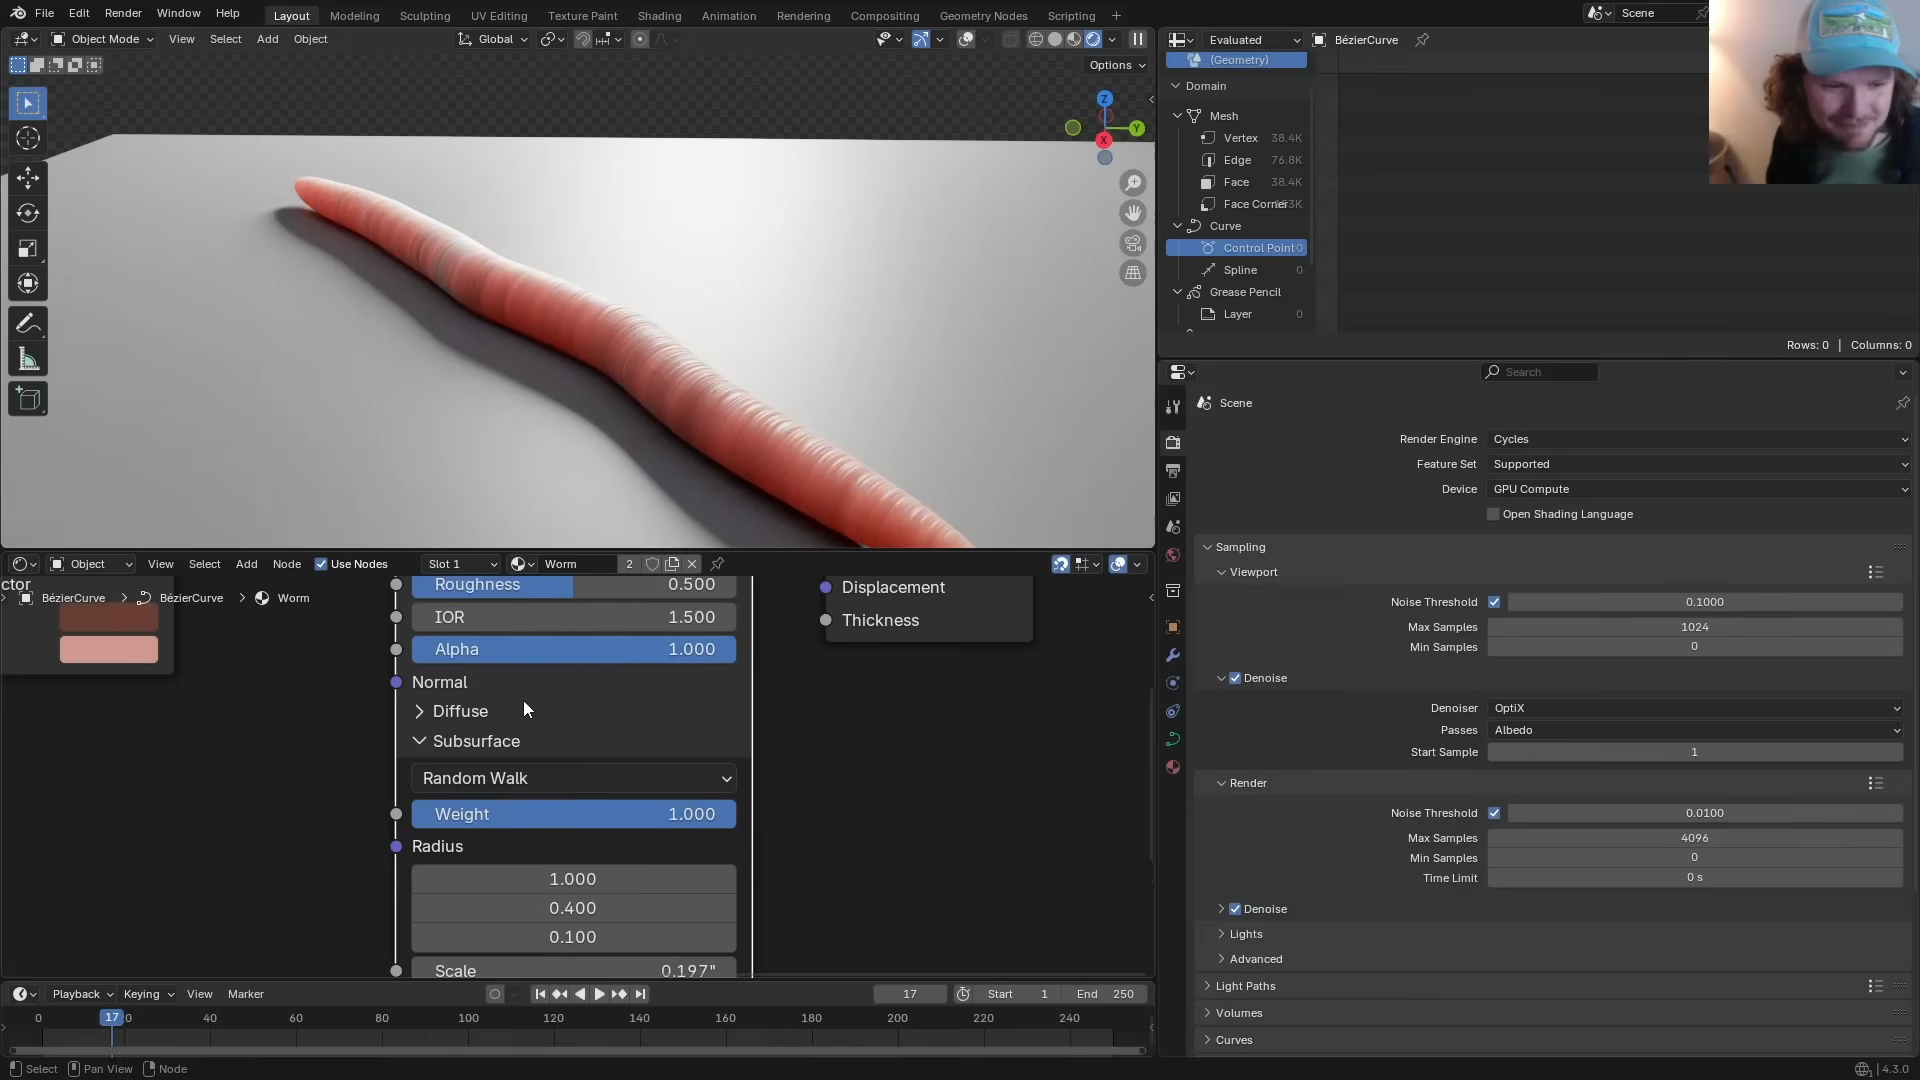 File Edit Render Window Help Layout Modeling Sculpting UV Editing Texture Paint Shading Animation Rendering Compositing Geometry Nodes Scripting + Scene
Object Mode View Select Add Object Global
Evaluated BézierCurve
Options
(Geometry)
Domain
Mesh
Vertex 38.4K
Edge 76.8K
Face 38.4K
Face Corner
Curve
Control Point 0
Spline 0
Grease Pencil
Layer 0
Rows: 0 | Columns: 0
Z
Y
X
Search
Scene
Render Engine Cycles
Feature Set Supported
Device GPU Compute
Open Shading Language
Sampling
Viewport
Noise Threshold 0.1000
Max Samples 1024
Min Samples 0
Denoise
Denoiser OptiX
Passes Albedo
Start Sample 1
Render
Noise Threshold 0.0100
Max Samples 4096
Min Samples 0
Time Limit 0 s
Denoise
Lights
Advanced
Light Paths
Volumes
Curves
Object View Select Add Node Use Nodes Slot 1 Worm 2
ctor
BézierCurve > BézierCurve > Worm
Roughness 0.500
IOR 1.500
Alpha 1.000
Normal
Diffuse
Subsurface
Random Walk
Weight 1.000
Radius
1.000
0.400
0.100
Scale 0.197"
Displacement
Thickness
Playback Keying View Marker 17 Start 1 End 250
0 17 40 60 80 100 120 140 160 180 200 220 240
Select Pan View Node 4.3.0